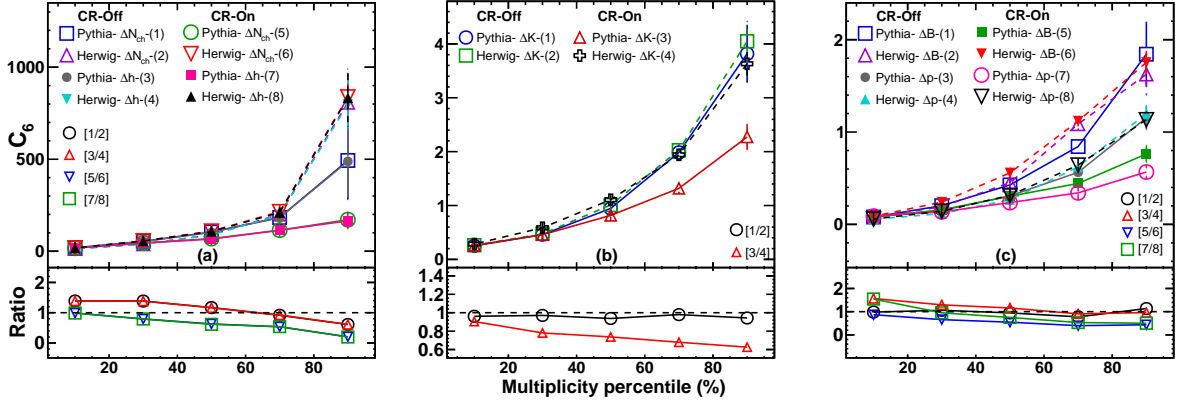 C₆
Ratio
CR-Off CR-On
Pythia- ΔN_ch-(1) Pythia- ΔN_ch-(5)
Herwig- ΔN_ch-(2) Herwig- ΔN_ch-(6)
Pythia- Δh-(3) Pythia- Δh-(7)
Herwig- Δh-(4) Herwig- Δh-(8)
1000
500
0
[1/2]
[3/4]
[5/6]
[7/8]
(a)
2
1
0
20 40 60 80
CR-Off CR-On
Pythia- ΔK-(1) Pythia- ΔK-(3)
Herwig- ΔK-(2) Herwig- ΔK-(4)
4
3
2
1
0
[1/2]
[3/4]
(b)
1.4
1.2
1
0.8
0.6
20 40 60 80
Multiplicity percentile (%)
CR-Off CR-On
Pythia- ΔB-(1) Pythia- ΔB-(5)
Herwig- ΔB-(2) Herwig- ΔB-(6)
Pythia- Δp-(3) Pythia- Δp-(7)
Herwig- Δp-(4) Herwig- Δp-(8)
2
1
0
[1/2]
[3/4]
[5/6]
[7/8]
(c)
2
1
0
20 40 60 80